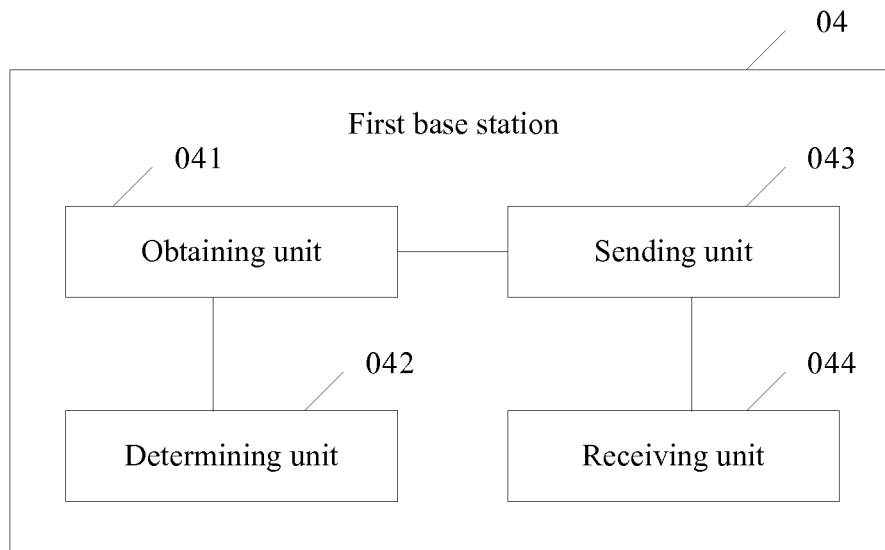 04
First base station
041
043
Obtaining unit
Sending unit
042
044
Determining unit
Receiving unit